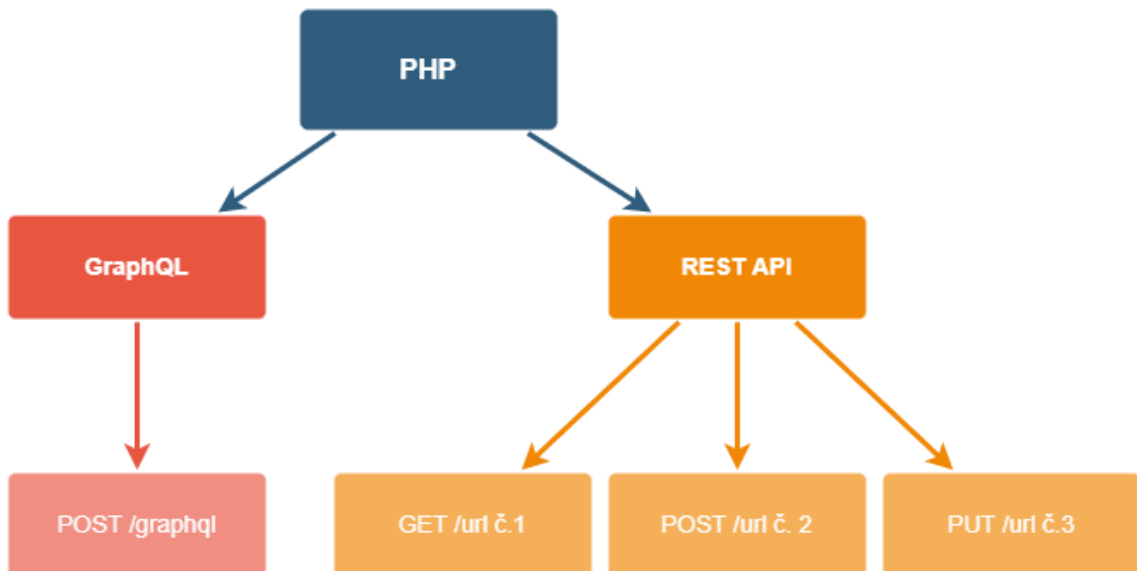 PHP
GraphQL
REST API
POST /graphql
GET /url č.1
POST /url č. 2
PUT /url č.3